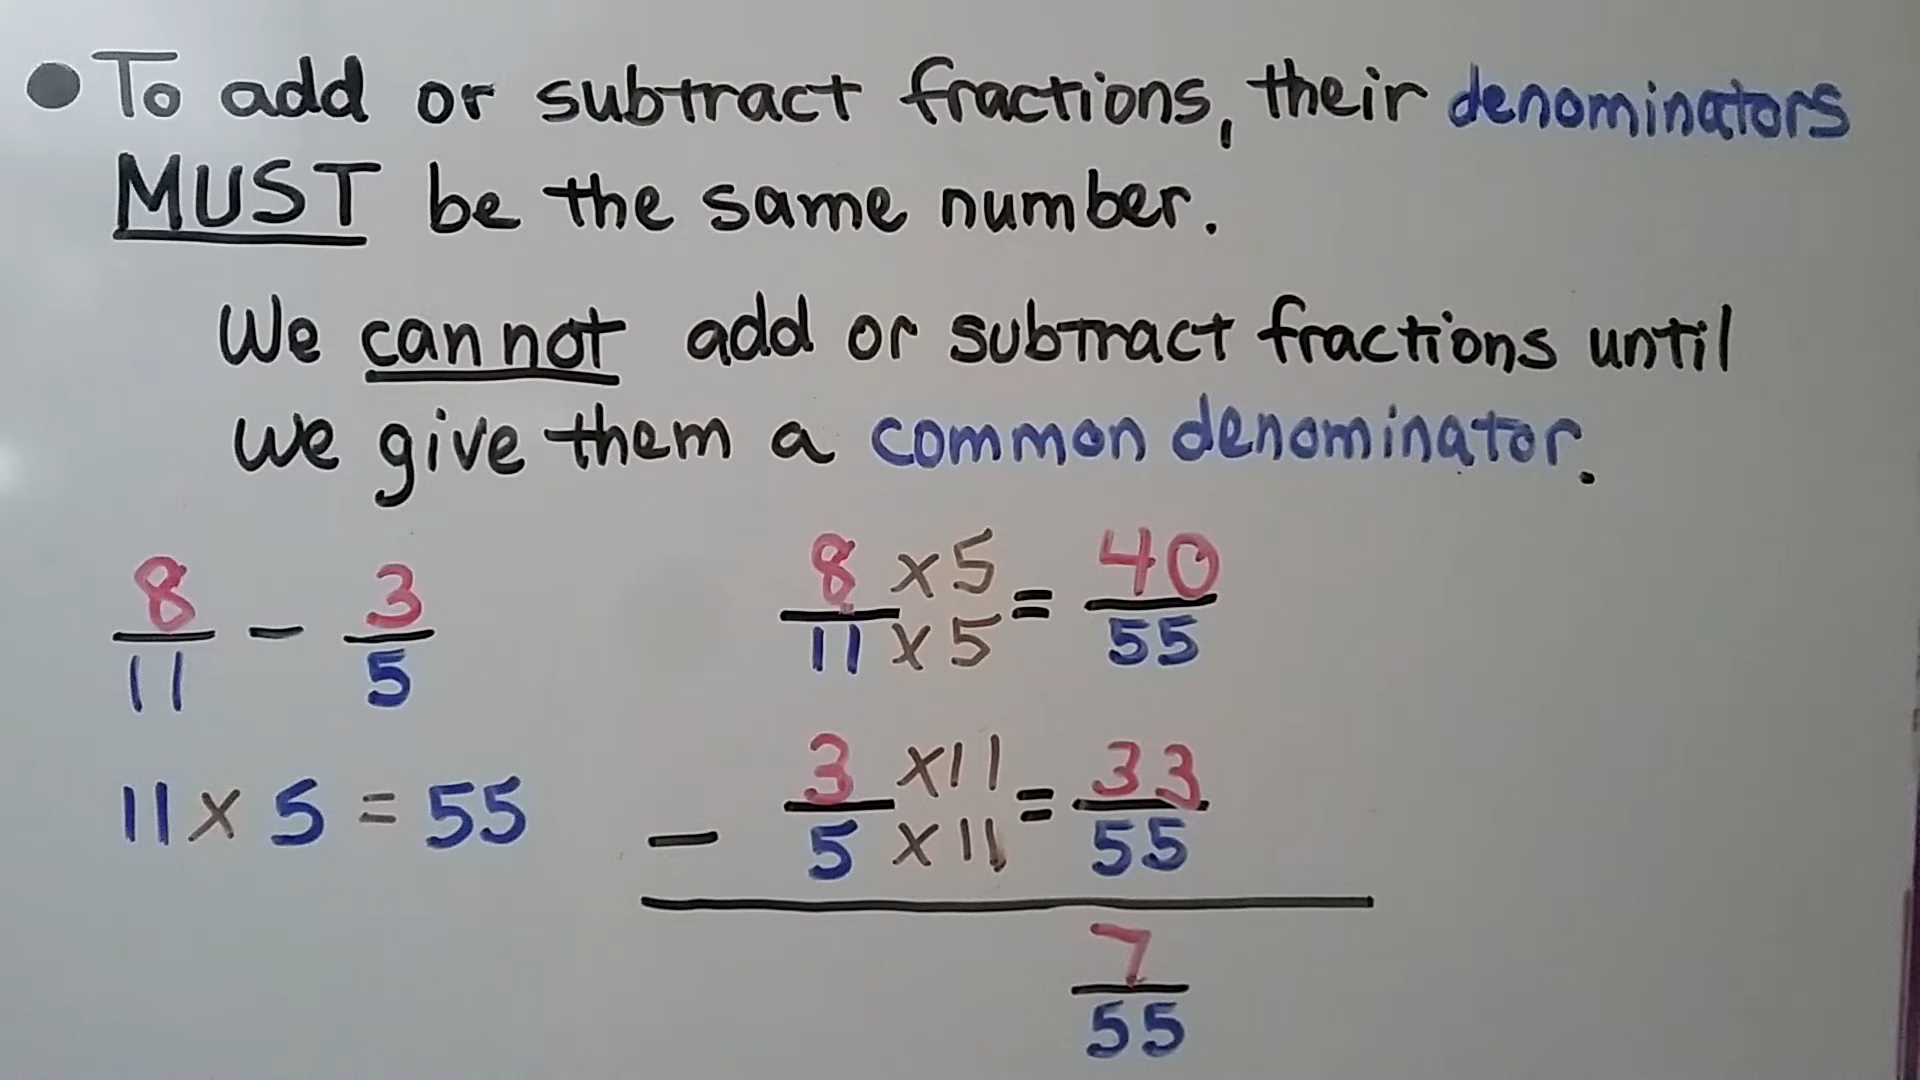 • To add or subtract fractions, their denominators
MUST be the same number.
We cannot add or subtract fractions until
we give them a common denominator.
8/11 - 3/5
11 x 5 = 55
8/11 x5/x5 = 40/55
- 3/5 x11/x11 = 33/55
7/55